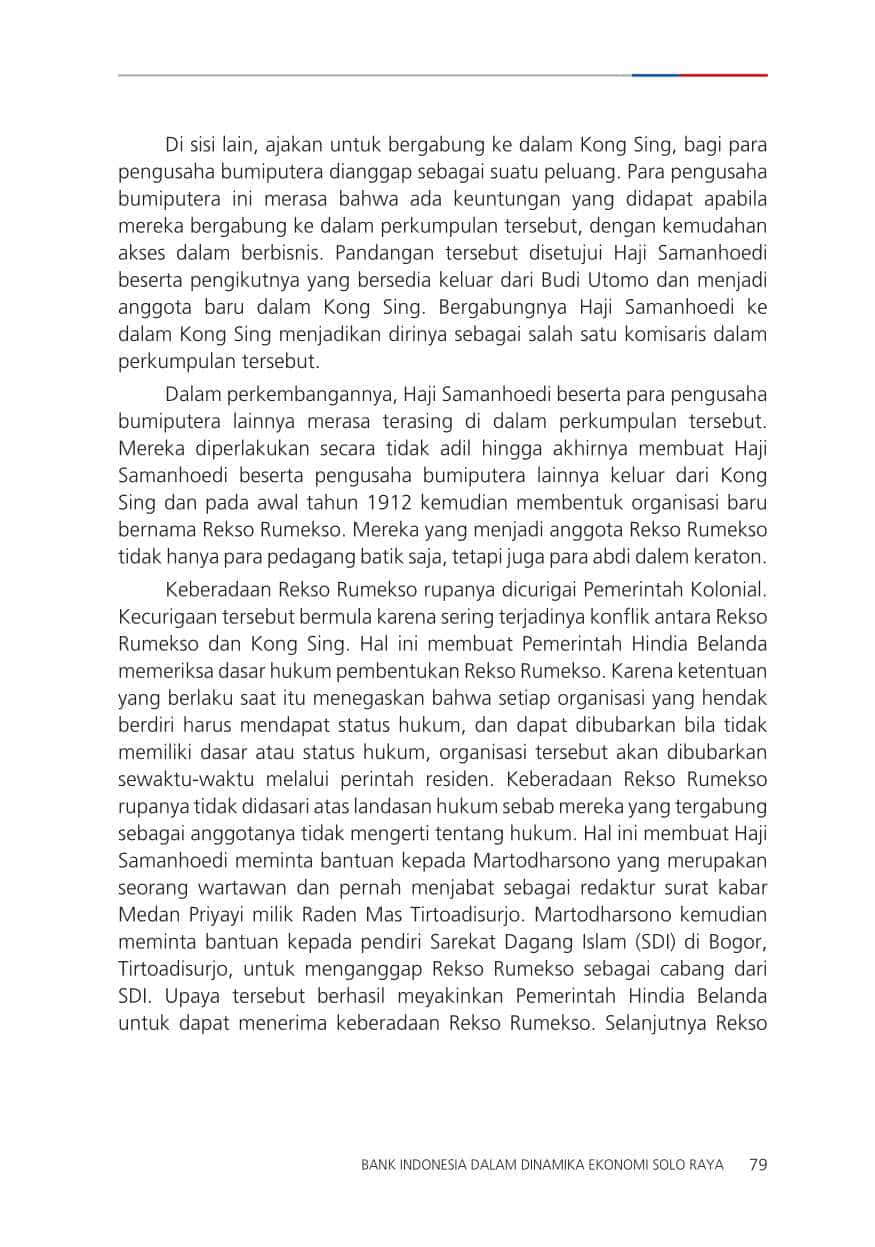 Di sisi lain, ajakan untuk bergabung ke dalam Kong Sing, bagi para
pengusaha bumiputera dianggap sebagai suatu peluang. Para pengusaha
bumiputera ini merasa bahwa ada keuntungan yang didapat apabila
mereka bergabung ke dalam perkumpulan tersebut, dengan kemudahan
akses dalam berbisnis. Pandangan tersebut disetujui Haji Samanhoedi
beserta pengikutnya yang bersedia keluar dari Budi Utomo dan menjadi
anggota baru dalam Kong Sing. Bergabungnya Haji Samanhoedi ke
dalam Kong Sing menjadikan dirinya sebagai salah satu komisaris dalam
perkumpulan tersebut.
Dalam perkembangannya, Haji Samanhoedi beserta para pengusaha
bumiputera lainnya merasa terasing di dalam perkumpulan tersebut.
Mereka diperlakukan secara tidak adil hingga akhirnya membuat Haji
Samanhoedi beserta pengusaha bumiputera lainnya keluar dari Kong
Sing dan pada awal tahun 1912 kemudian membentuk organisasi baru
bernama Rekso Rumekso. Mereka yang menjadi anggota Rekso Rumekso
tidak hanya para pedagang batik saja, tetapi juga para abdi dalem keraton.
Keberadaan Rekso Rumekso rupanya dicurigai Pemerintah Kolonial.
Kecurigaan tersebut bermula karena sering terjadinya konflik antara Rekso
Rumekso dan Kong Sing. Hal ini membuat Pemerintah Hindia Belanda
memeriksa dasar hukum pembentukan Rekso Rumekso. Karena ketentuan
yang berlaku saat itu menegaskan bahwa setiap organisasi yang hendak
berdiri harus mendapat status hukum, dan dapat dibubarkan bila tidak
memiliki dasar atau status hukum, organisasi tersebut akan dibubarkan
sewaktu-waktu melalui perintah residen. Keberadaan Rekso Rumekso
rupanya tidak didasari atas landasan hukum sebab mereka yang tergabung
sebagai anggotanya tidak mengerti tentang hukum. Hal ini membuat Haji
Samanhoedi meminta bantuan kepada Martodharsono yang merupakan
seorang wartawan dan pernah menjabat sebagai redaktur surat kabar
Medan Priyayi milik Raden Mas Tirtoadisurjo. Martodharsono kemudian
meminta bantuan kepada pendiri Sarekat Dagang Islam (SDI) di Bogor,
Tirtoadisurjo, untuk menganggap Rekso Rumekso sebagai cabang dari
SDI. Upaya tersebut berhasil meyakinkan Pemerintah Hindia Belanda
untuk dapat menerima keberadaan Rekso Rumekso. Selanjutnya Rekso
BANK INDONESIA DALAM DINAMIKA EKONOMI SOLO RAYA 79